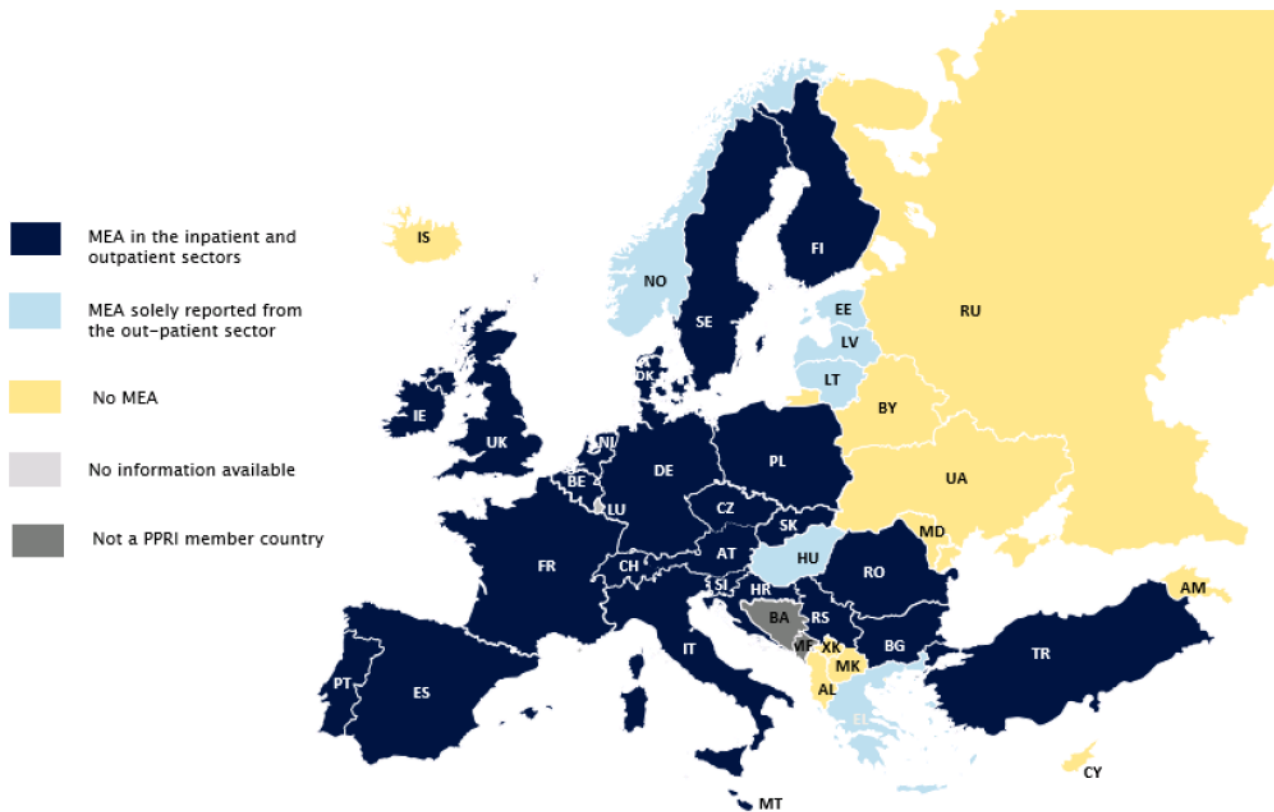 MEA in the inpatient and
outpatient sectors
MEA solely reported from
the out-patient sector
No MEA
No information available
Not a PPRI member country
IS
NO
SE
FI
RU
EE
LV
LT
BY
DK
IE
UK
NL
BE
LU
DE
PL
UA
CZ
SK
MD
FR
CH
AT
HU
RO
SI
HR
BA
RS
AM
IT
ME
XK
MK
BG
TR
PT
ES
AL
EL
CY
MT